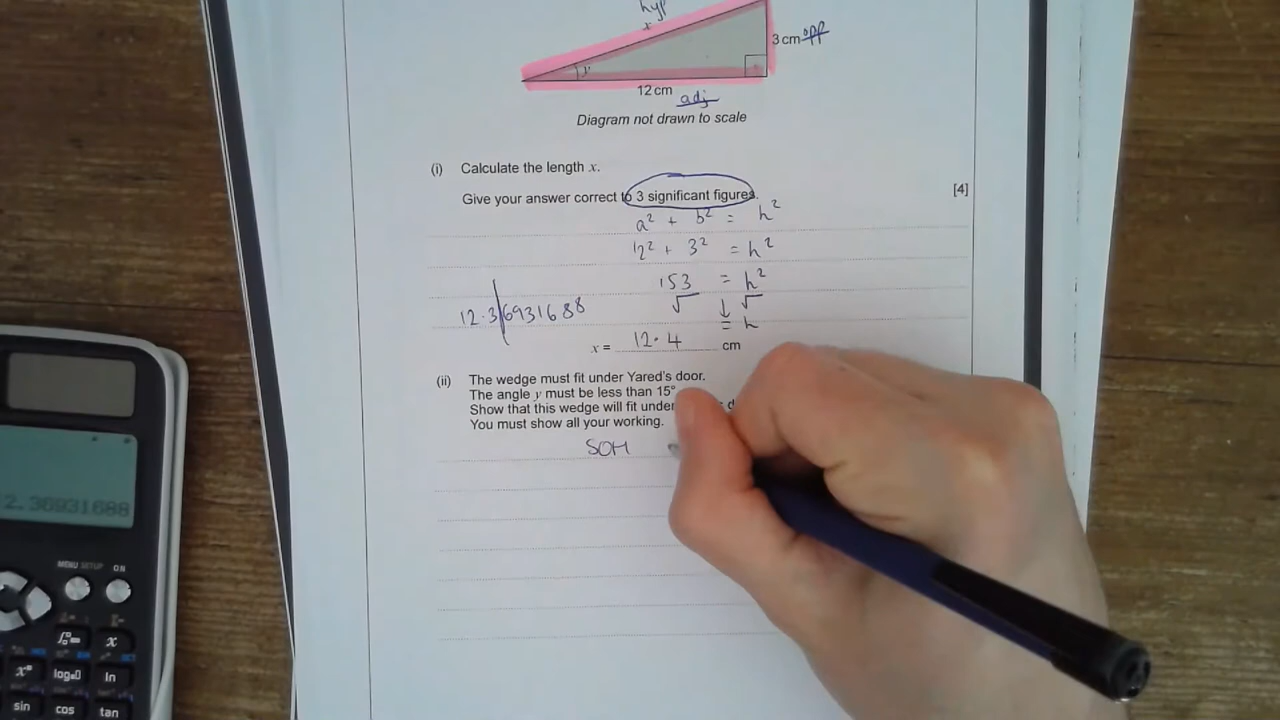 hyp
x
3 cm opp
y
12 cm
adj
Diagram not drawn to scale
(i) Calculate the length x.
Give your answer correct to 3 significant figures. [4]
a² + b² = h²
12² + 3² = h²
153 = h²
√ ↓ √
12.36931688
= h
x = 12.4 cm
(ii) The wedge must fit under Yared's door.
The angle y must be less than 15°
Show that this wedge will fit under
You must show all your working.
SOH
2.36931688
MENU SETUP ON
x
log ln
sin cos tan